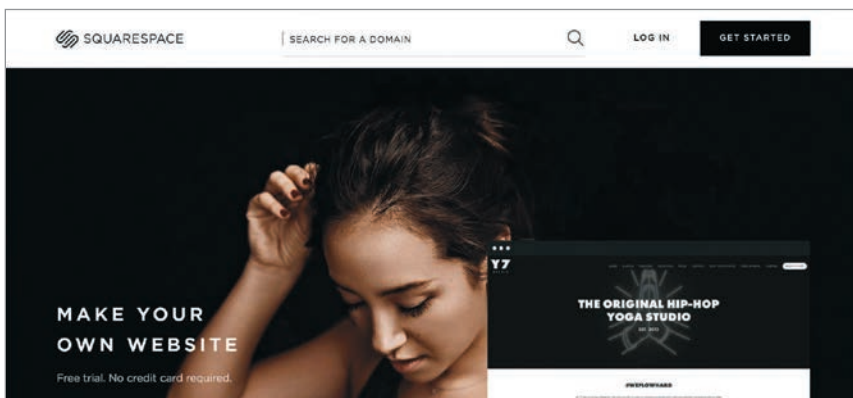 SQUARESPACE
SEARCH FOR A DOMAIN
LOG IN
GET STARTED
Y7
THE ORIGINAL HIP-HOP
YOGA STUDIO
MAKE YOUR
OWN WEBSITE
Free trial. No credit card required.